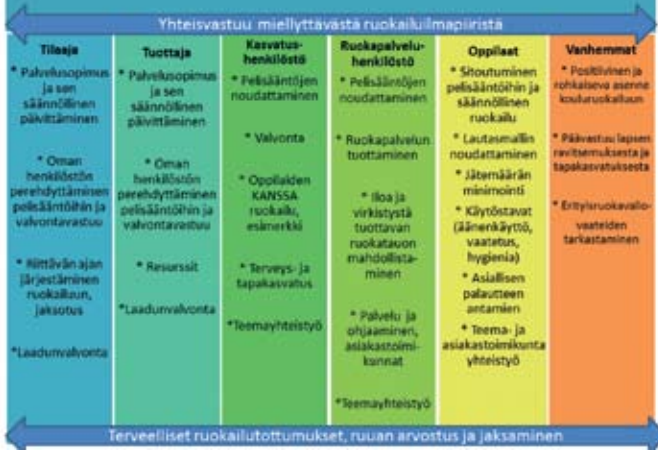 Yhteisvastuu miellyttävästä ruokailuilmapiiristä
Tilaaja
* Palvelusopimus
ja sen
säännöllinen
päivittäminen
* Oman
henkilöstön
perehdyttämisen
pelisääntöihin ja
valvontavastuu
* Riittävän ajan
järjestäminen
ruokailuun,
jaksotus
*Laadunvalvonta
Tuottaja
* Palvelusopimus
ja sen
säännöllinen
päivittäminen
* Oman
henkilöstön
perehdyttäminen
pelisääntöihin ja
valvontavastuu
* Resurssit
*Laadunvalvonta
Kasvatus-
henkilöstö
* Pelisääntöjen
noudattaminen
* Valvonta
* Oppilaiden
KANSSA
ruokailu,
esimerkki
* Terveys- ja
tapakasvatus
*Teemayhteistyö
Ruokapalvelu-
henkilöstö
* Pelisääntöjen
noudattaminen
* Ruokapalvelun
tuottaminen
* Iloa ja
virkistystä
tuottavan
ruokatauon
mahdollista-
minen
* Palvelu ja
ohjaaminen,
asiakastoimi-
kunnat
*Teemayhteistyö
Oppilaat
* Sitoutuminen
pelisääntöihin ja
säännöllinen
ruokailu
* Lautasmallin
noudattaminen
* Jätemäärän
minimointi
* Käytöstavat
(äänenkäyttö,
vaatetus,
hygienia)
* Asiallisen
palautteen
antamien
* Teema- ja
asiakastoimikunta
yhteistyö
Vanhemmat
* Positiivinen ja
rohkaiseva asenne
kouluruokailuun
* Päävastuu lapsen
ravitsemuksesta ja
tapakasvatuksesta
* Erityisruokavalio-
vaateiden
tarkastaminen
Terveelliset ruokailutottumukset, ruuan arvostus ja jaksaminen